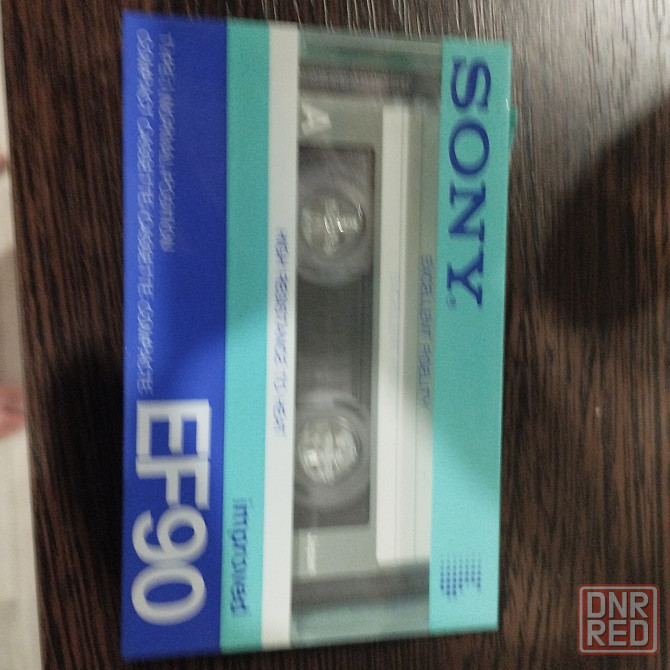 SONY
EXCELLENT FIDELITY
A
HIGH RESISTANCE TO HEAT
improved
EF90
TYPE I (NORMAL) POSITION
COMPACT CASSETTE/CASSETTE COMPACTE
DNR
RED